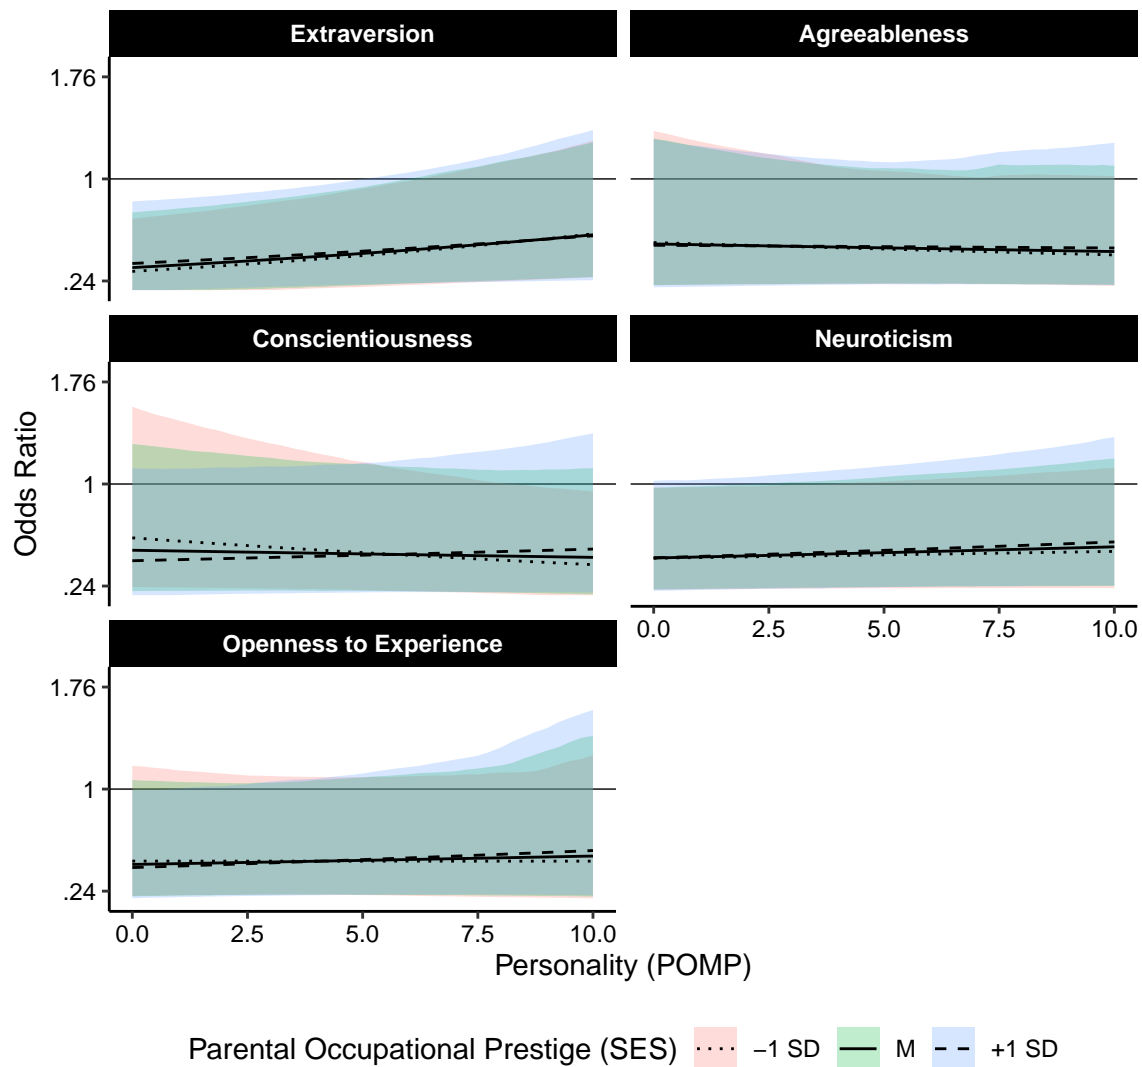 Extraversion
Agreeableness
1.76
1
.24
Conscientiousness
Neuroticism
1.76
1
.24
0.0 2.5 5.0 7.5 10.0
Openness to Experience
1.76
1
.24
0.0 2.5 5.0 7.5 10.0
Odds Ratio
Personality (POMP)
Parental Occupational Prestige (SES) −1 SD M +1 SD